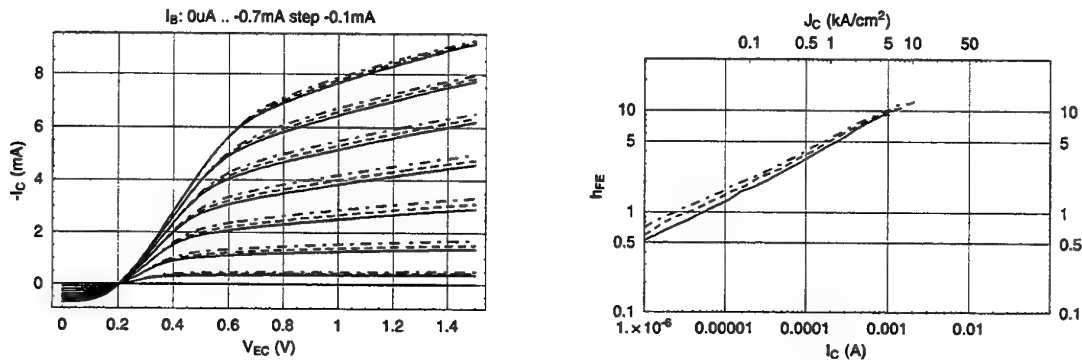 I_B: 0uA .. -0.7mA step -0.1mA
8
6
4
2
0
-I_C (mA)
0 0.2 0.4 0.6 0.8 1 1.2 1.4
V_EC (V)
J_C (kA/cm²)
0.1 0.5 1 5 10 50
10
5
1
0.5
0.1
h_FE
10
5
1
0.5
0.1
1.×10⁻⁶ 0.00001 0.0001 0.001 0.01
I_C (A)